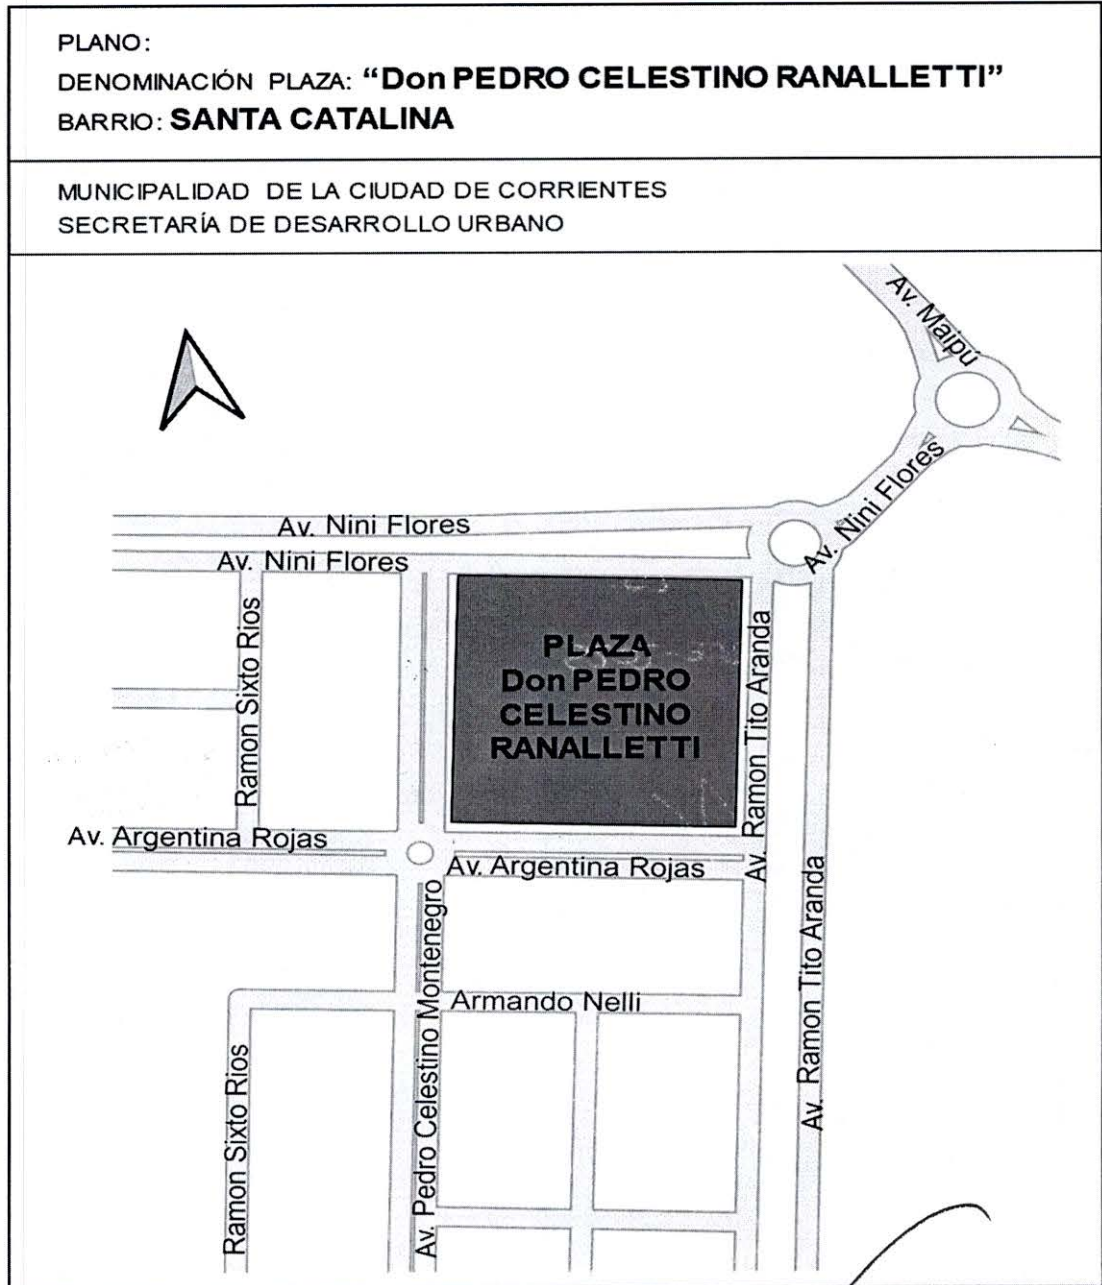 PLANO:
DENOMINACIÓN PLAZA: “Don PEDRO CELESTINO RANALLETTI”
BARRIO: SANTA CATALINA
MUNICIPALIDAD DE LA CIUDAD DE CORRIENTES
SECRETARÍA DE DESARROLLO URBANO
Av. Maipú
Av. Nini Flores
Av. Nini Flores
Av. Nini Flores
Ramon Sixto Rios
PLAZA
Don PEDRO
CELESTINO
RANALLETTI
Av. Ramon Tito Aranda
Av. Argentina Rojas
Av. Argentina Rojas
Av. Ramon Tito Aranda
Av. Pedro Celestino Montenegro
Armando Nelli
Ramon Sixto Rios